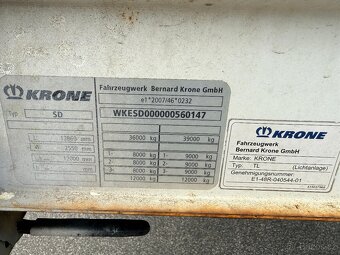 KRONE
Fahrzeugwerk Bernard Krone GmbH
e1*2007/46*0232
Typ SD
WKESD000000560147
36000 kg 39000 kg
1- 8000 kg 1- 9000 kg
2- 8000 kg 2- 9000 kg
3- 8000 kg 3- 9000 kg
12000 kg 12000 kg
KRONE
Fahrzeugwerk
Bernard Krone GmbH
Marke: KRONE
Typ: TL (Lichtanlage)
Genehmigungsnummer:
E1-48R-040544-01